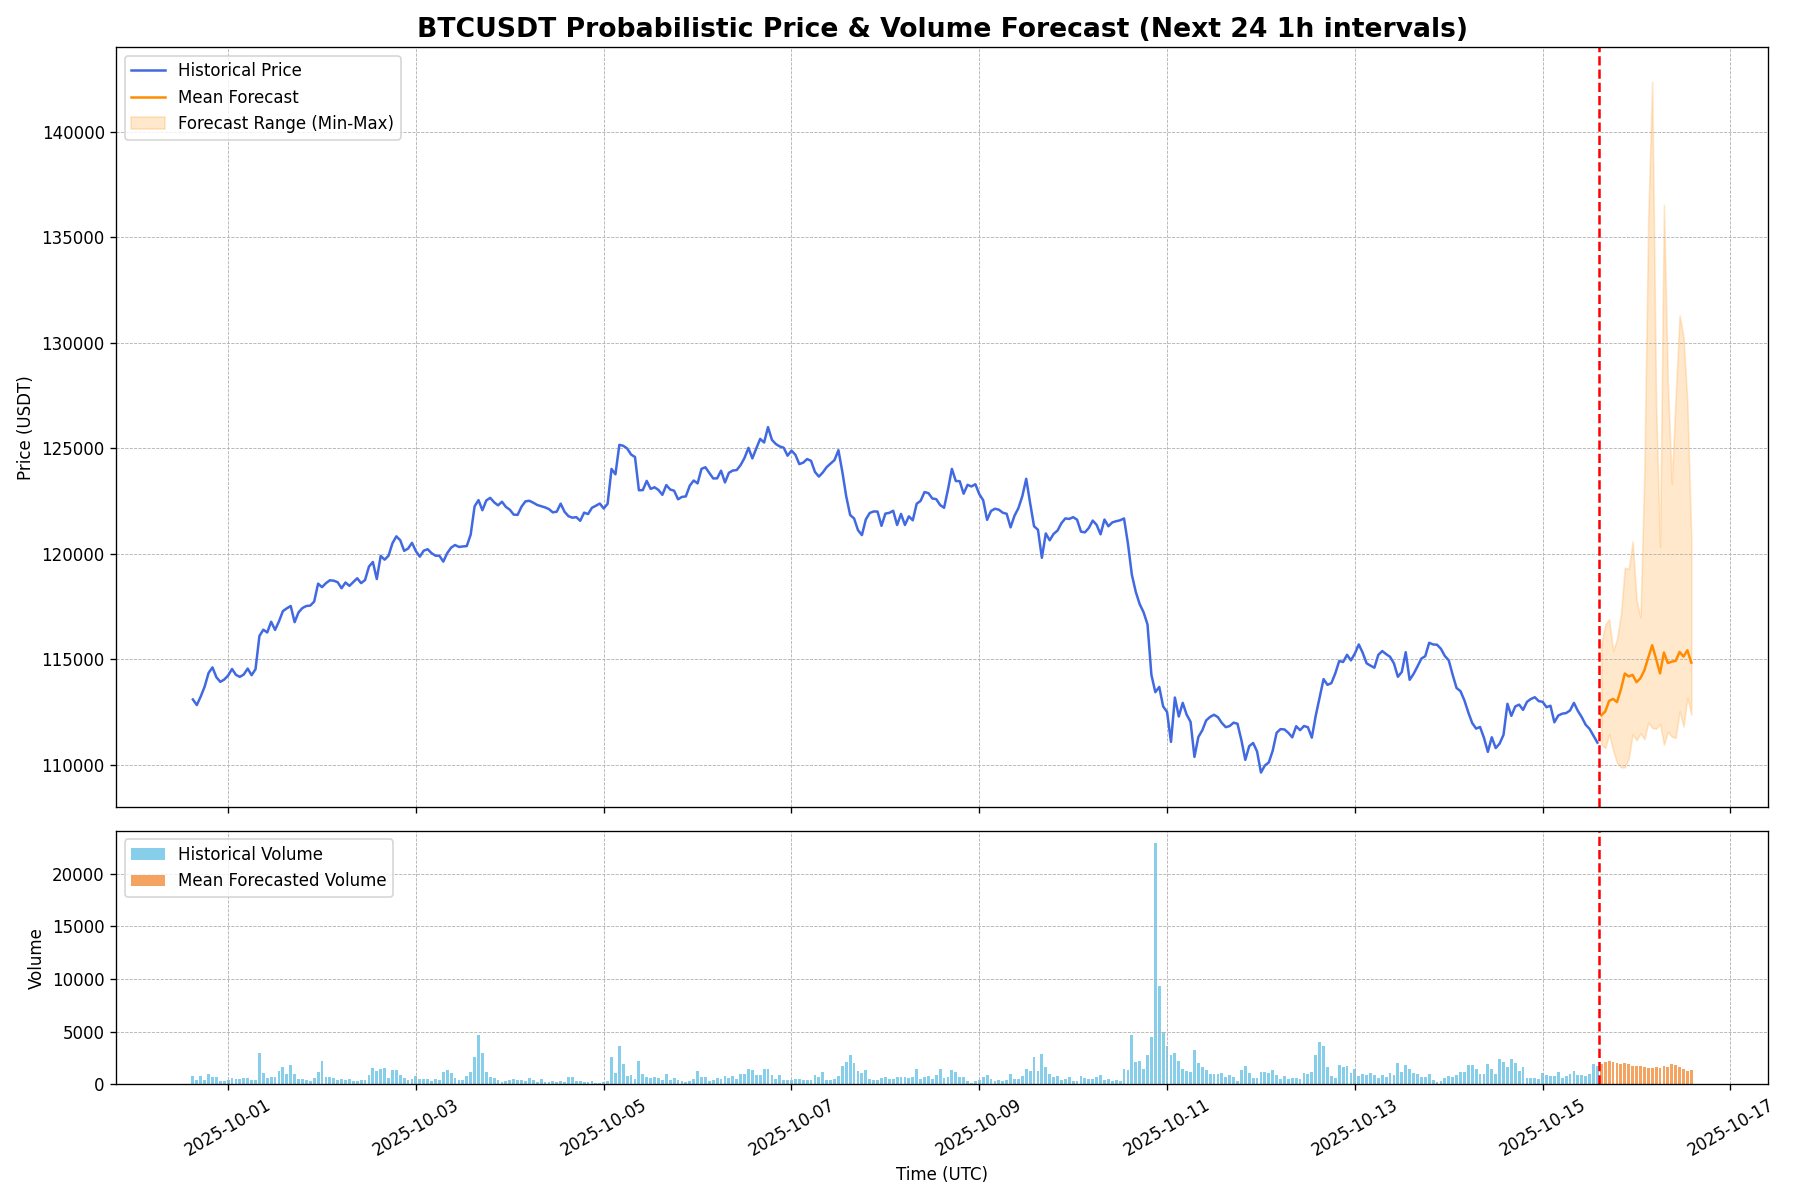 BTCUSDT Probabilistic Price & Volume Forecast (Next 24 1h intervals)
Historical Price
Mean Forecast
Forecast Range (Min-Max)
140000
135000
130000
125000
120000
115000
110000
Price (USDT)
Historical Volume
Mean Forecasted Volume
20000
15000
10000
5000
0
Volume
2025-10-01
2025-10-03
2025-10-05
2025-10-07
2025-10-09
2025-10-11
2025-10-13
2025-10-15
2025-10-17
Time (UTC)